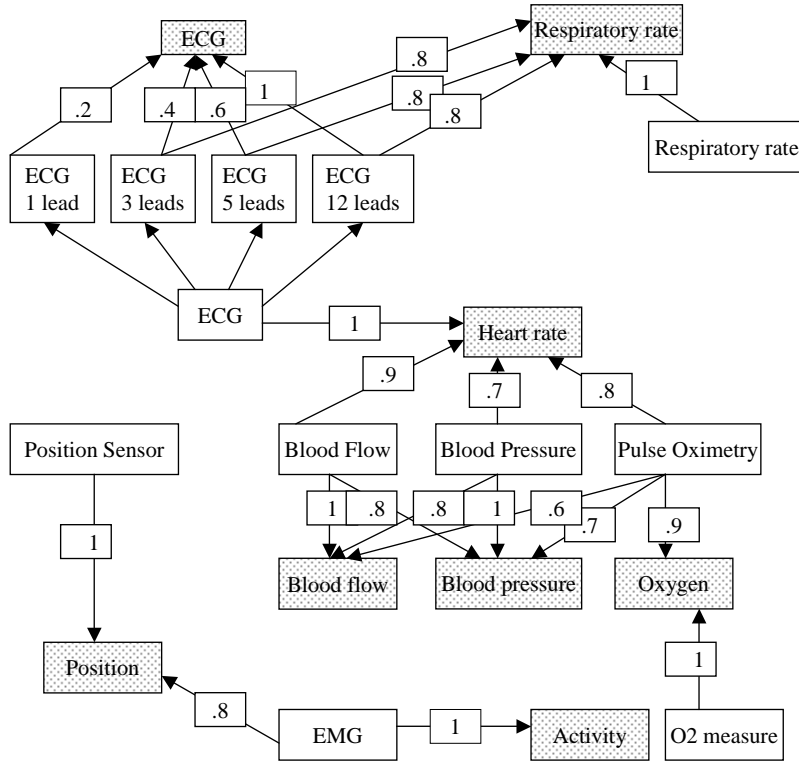 ECG
Respiratory rate
.8
.2
.4
.6
1
.8
.8
1
Respiratory rate
ECG
1 lead
ECG
3 leads
ECG
5 leads
ECG
12 leads
ECG
1
Heart rate
.9
.7
.8
Position Sensor
Blood Flow
Blood Pressure
Pulse Oximetry
1
1
.8
.8
1
.6
.7
.9
Blood flow
Blood pressure
Oxygen
Position
.8
1
1
EMG
Activity
O2 measure